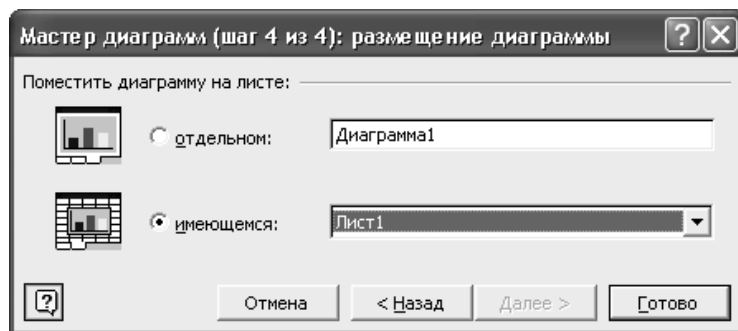 Мастер диаграмм (шаг 4 из 4): размещение диаграммы
Поместить диаграмму на листе:
отдельном: Диаграмма1
имеющемся: Лист1
Отмена < Назад Далее > Готово